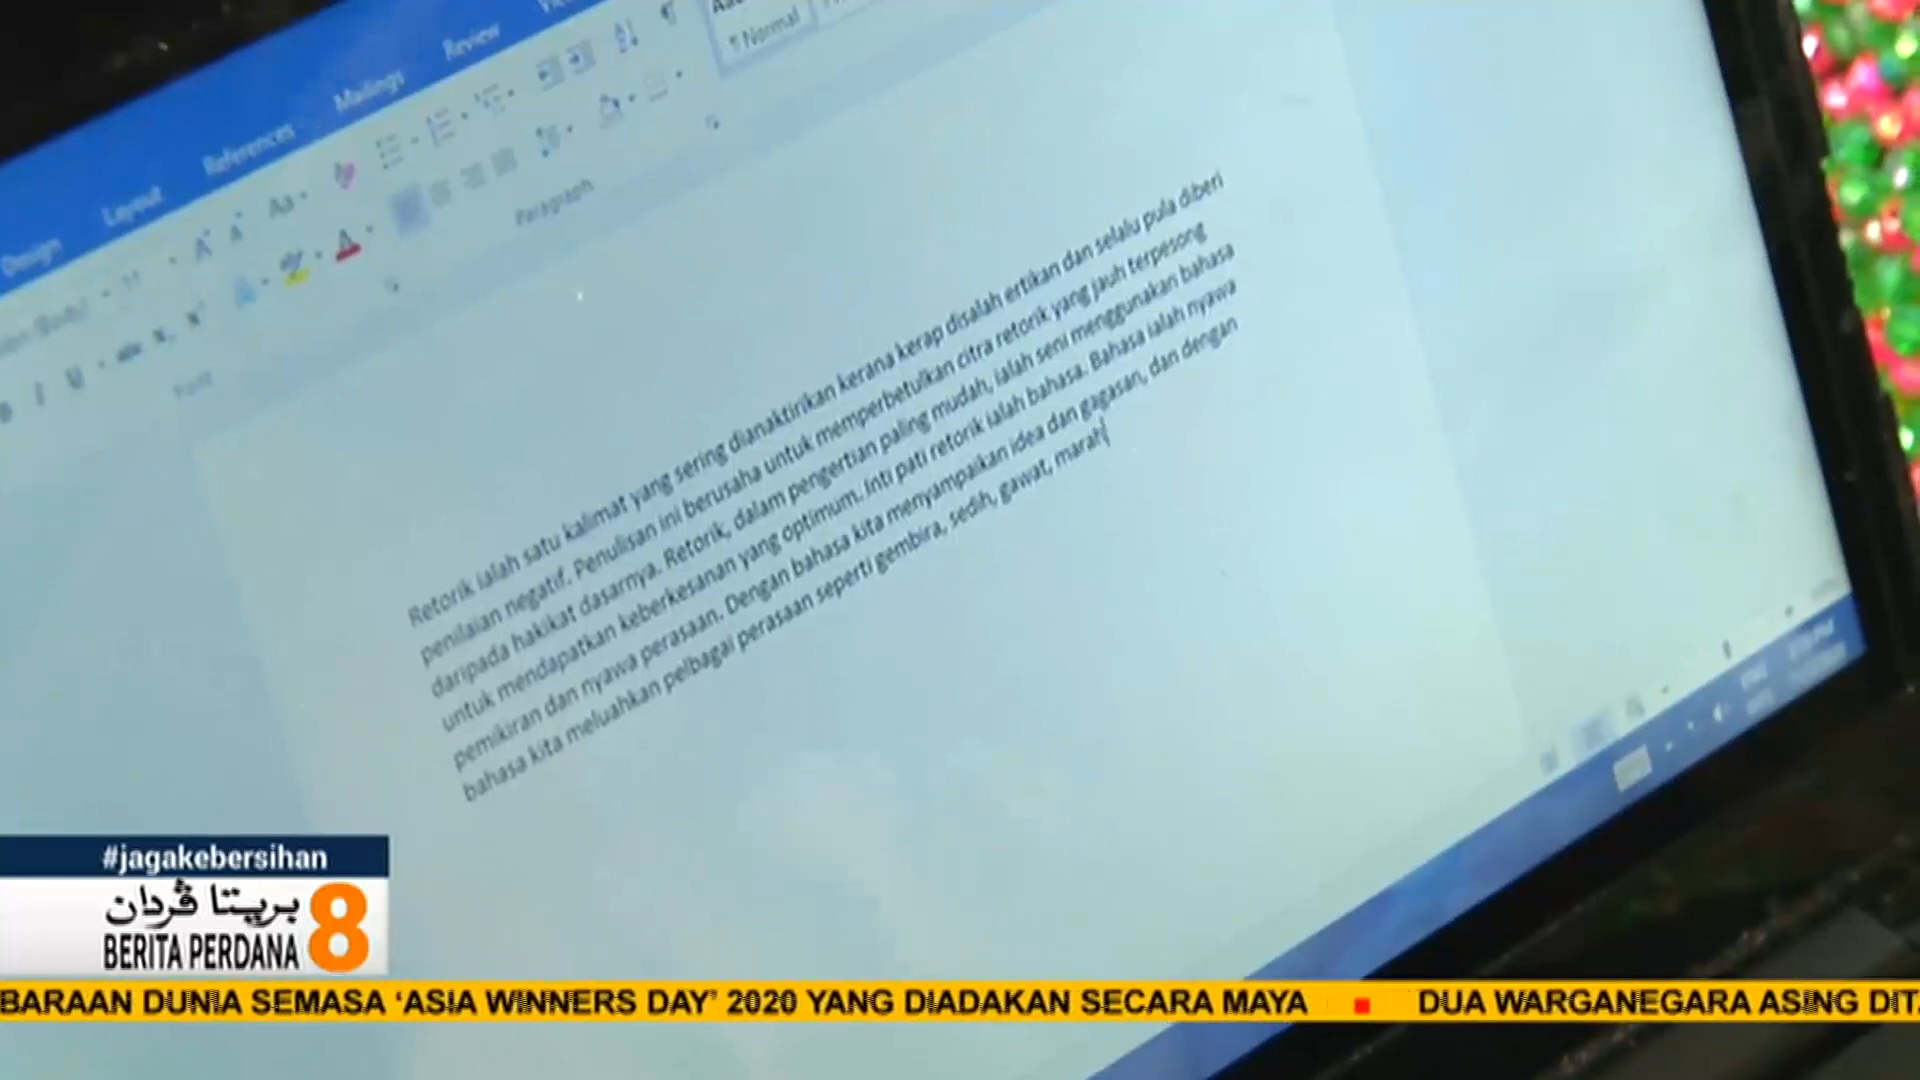 Review
Mailings
References
Layout
Design
Normal
Aa
Paragraph
Font
Retorik ialah satu kalimat yang sering dianaktirikan kerana kerap disalah ertikan dan selalu pula diberi
penilaian negatif. Penulisan ini berusaha untuk memperbetulkan citra retorik yang jauh terpesong
daripada hakikat dasarnya. Retorik, dalam pengertian paling mudah, ialah seni menggunakan bahasa
untuk mendapatkan keberkesanan yang optimum. Inti pati retorik ialah bahasa. Bahasa ialah nyawa
pemikiran dan nyawa perasaan. Dengan bahasa kita menyampaikan idea dan gagasan, dan dengan
bahasa kita meluahkan pelbagai perasaan seperti gembira, sedih, gawat, marah
#jagakebersihan
بريتا ڤردان
BERITA PERDANA 8
BARAAN DUNIA SEMASA ‘ASIA WINNERS DAY’ 2020 YANG DIADAKAN SECARA MAYA ▪ DUA WARGANEGARA ASING DIT